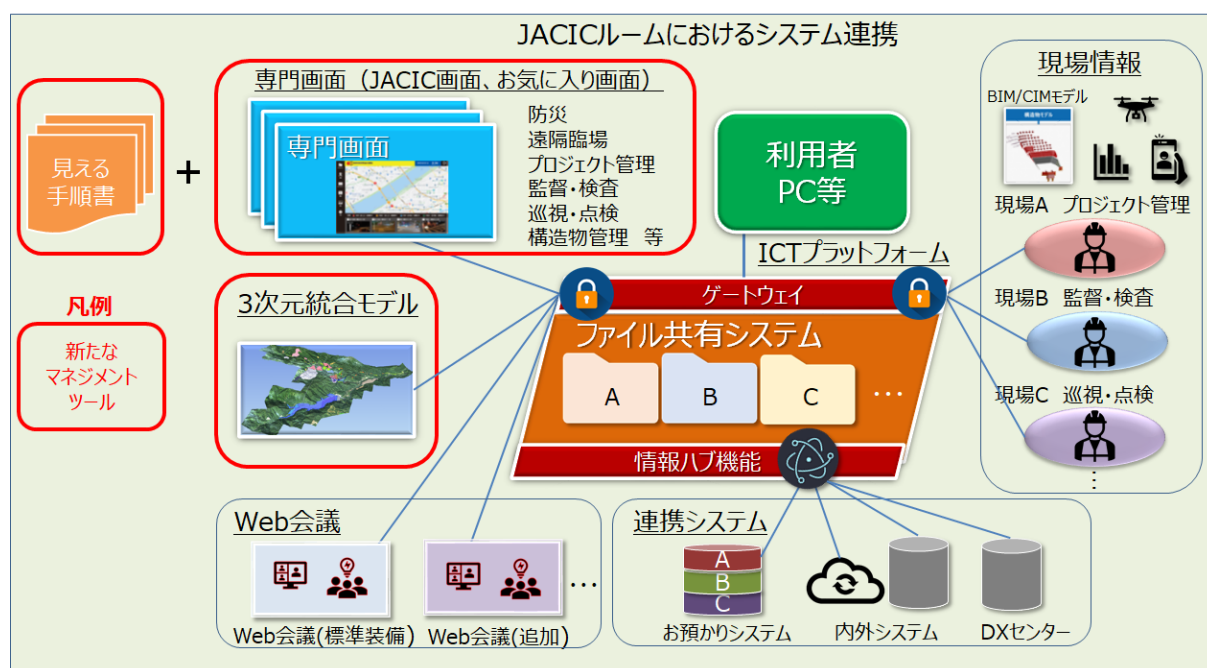 JACICルームにおけるシステム連携
見える
手順書
+
専門画面（JACIC画面、お気に入り画面）
専門画面
防災
遠隔臨場
プロジェクト管理
監督・検査
巡視・点検
構造物管理　等
利用者
PC等
現場情報
BIM/CIMモデル
構造物モデル
現場A　プロジェクト管理
現場B　監督・検査
現場C　巡視・点検
⋮
凡例
新たな
マネジメント
ツール
3次元統合モデル
ICTプラットフォーム
ゲートウェイ
ファイル共有システム
A
B
C
…
情報ハブ機能
Web会議
Web会議(標準装備)
Web会議(追加)
…
連携システム
A
B
C
お預かりシステム
内外システム
DXセンター